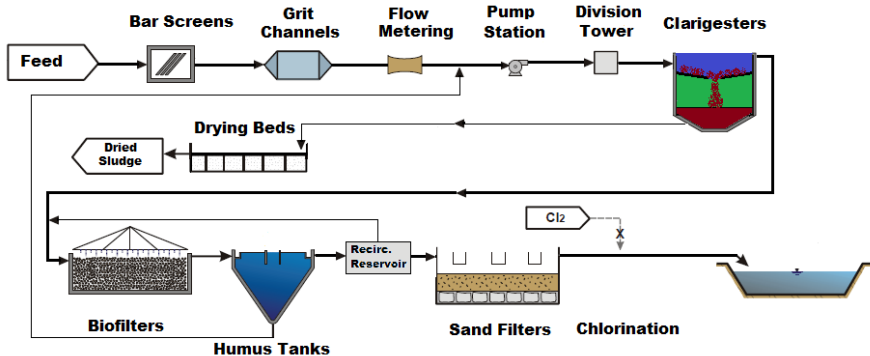 Feed
Bar Screens
Grit
Channels
Flow
Metering
Pump
Station
Division
Tower
Clarigesters
Drying Beds
Dried
Sludge
Cl2
X
Recirc.
Reservoir
Biofilters
Humus Tanks
Sand Filters
Chlorination